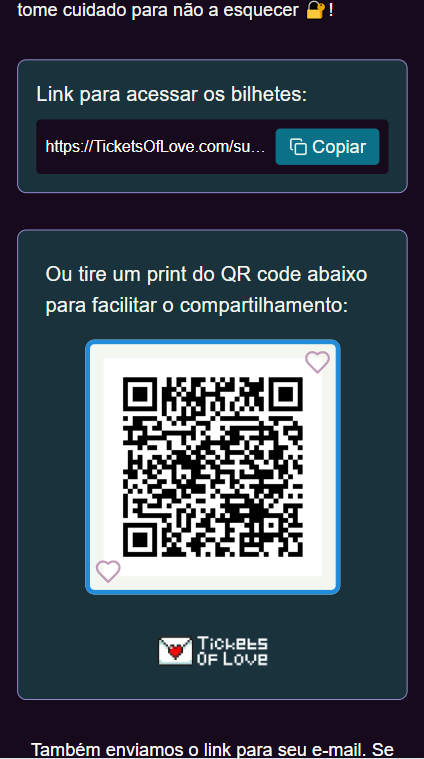 tome cuidado para não a esquecer 🔐!
Link para acessar os bilhetes:
https://TicketsOfLove.com/su...
Copiar
Ou tire um print do QR code abaixo
para facilitar o compartilhamento:
Tickets
Of Love
Também enviamos o link para seu e-mail. Se